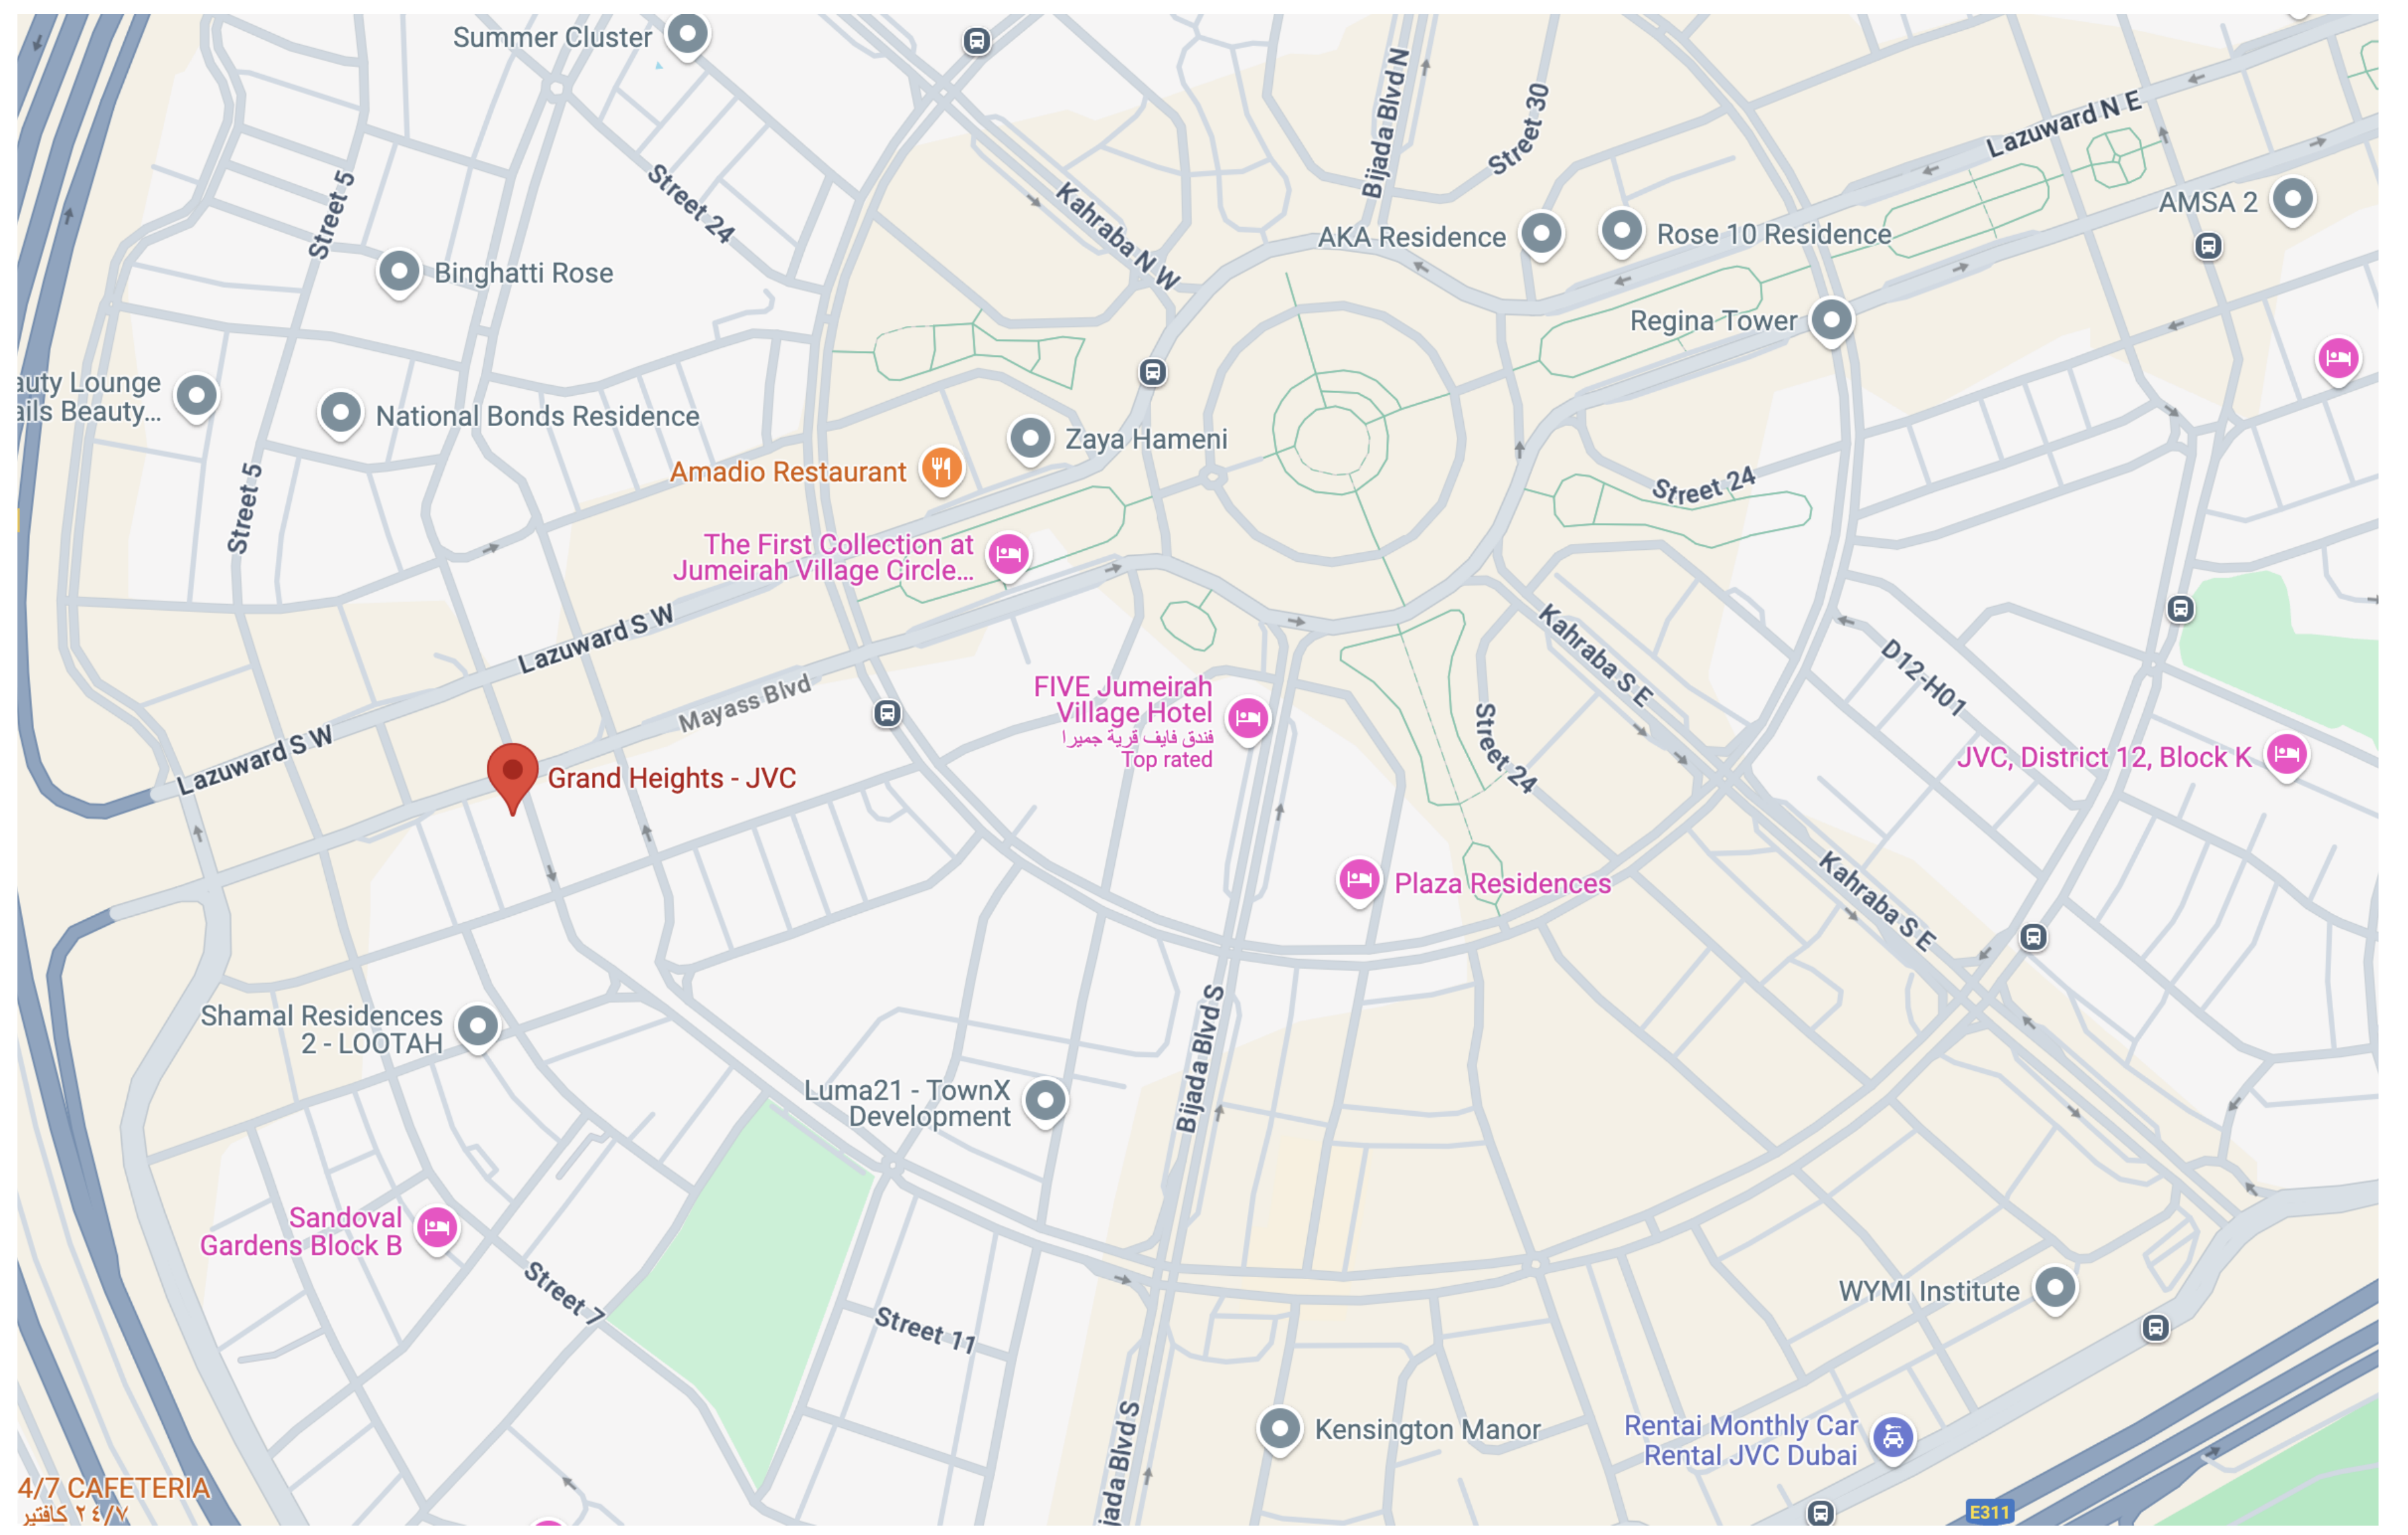 Summer Cluster
Bijada Blvd N
Street 30
Lazuward N E
Street 5
Street 24
Kahraba N W
AKA Residence
Rose 10 Residence
AMSA 2
Binghatti Rose
Regina Tower
auty Lounge
ails Beauty...
National Bonds Residence
Zaya Hameni
Amadio Restaurant
Street 5
Street 24
The First Collection at
Jumeirah Village Circle...
Lazuward S W
Kahraba S E
D12-H01
Mayass Blvd
FIVE Jumeirah
Village Hotel
فندق فايف قرية جميرا
Top rated
Street 24
Lazuward S W
JVC, District 12, Block K
Grand Heights - JVC
Plaza Residences
Kahraba S E
Shamal Residences
2 - LOOTAH
Bijada Blvd S
Luma21 - TownX
Development
Sandoval
Gardens Block B
Street 7
Street 11
WYMI Institute
Kensington Manor
jada Blvd S
Rentai Monthly Car
Rental JVC Dubai
4/7 CAFETERIA
٢٤/٧ كافتير
E311